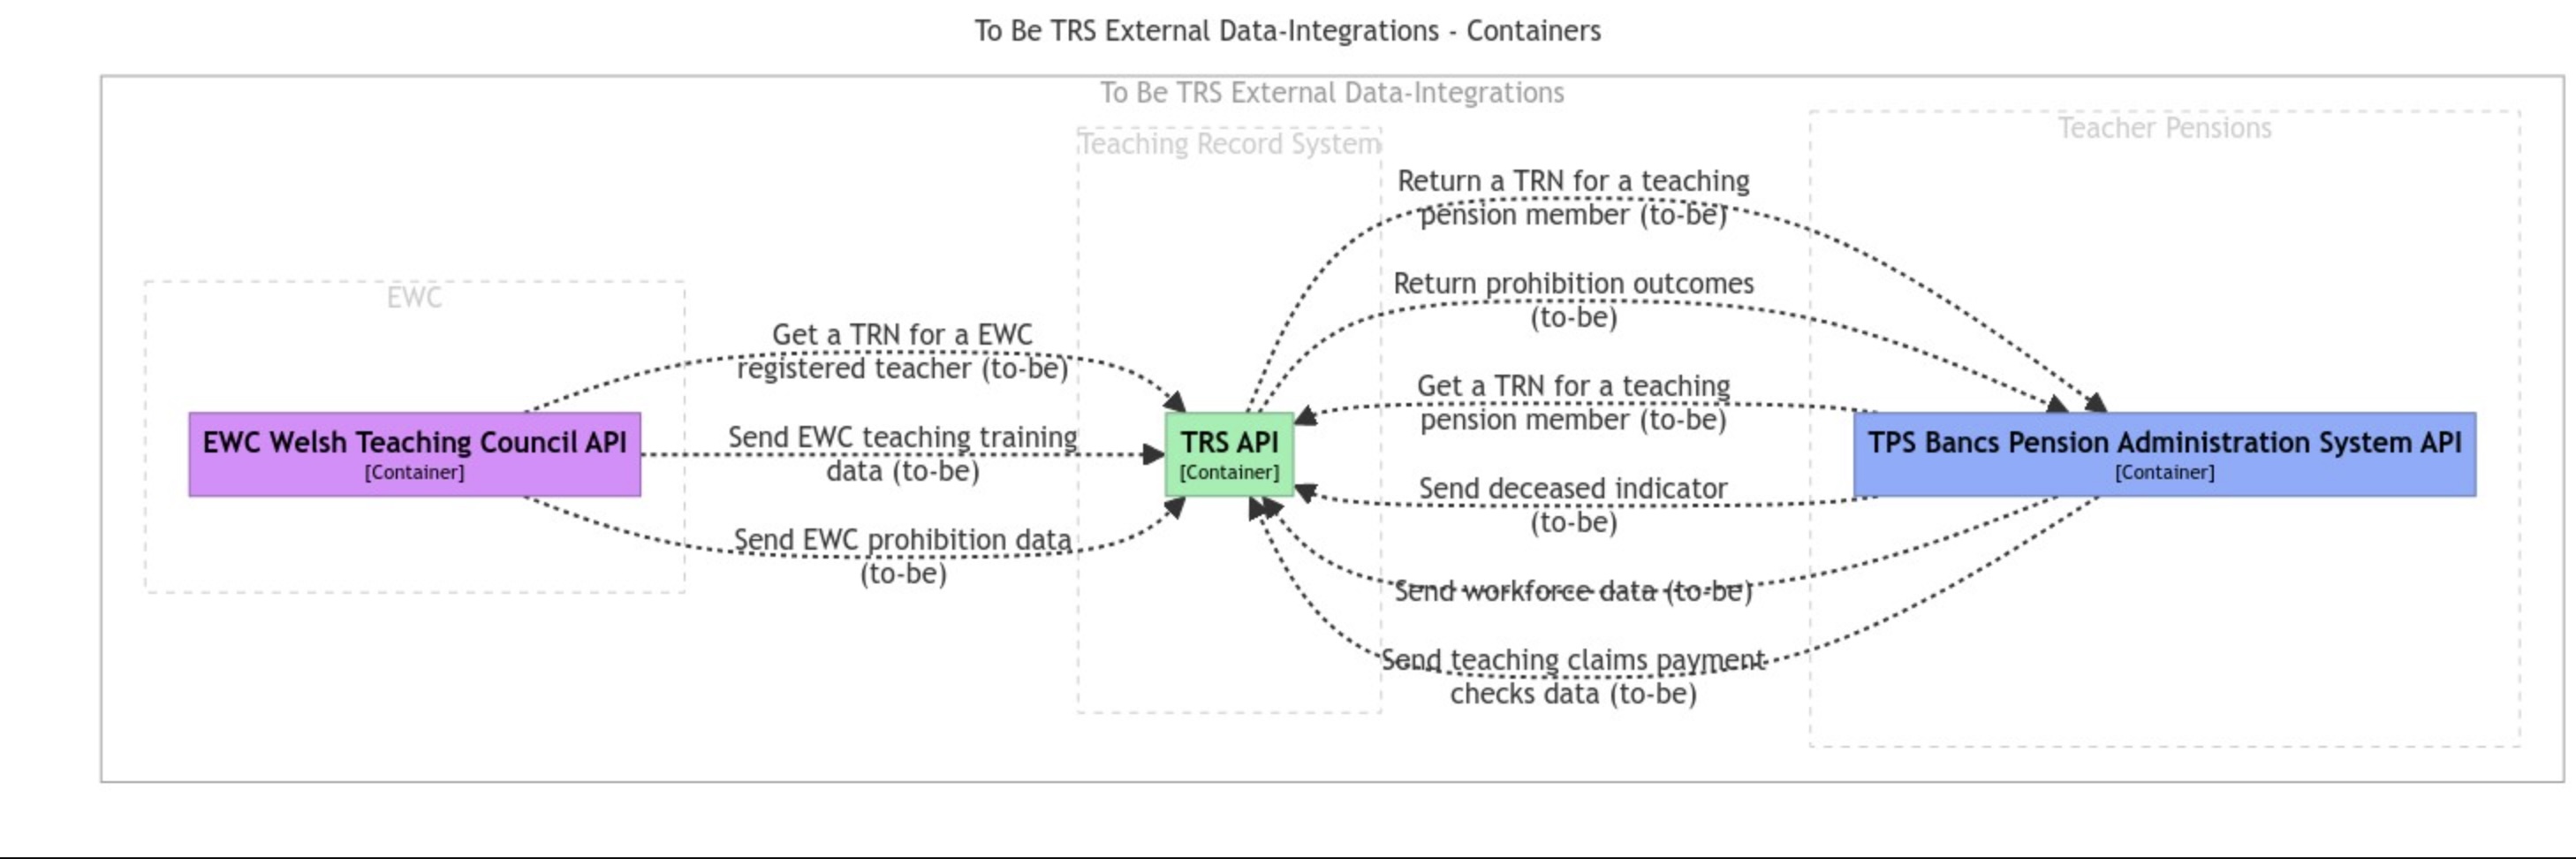 To Be TRS External Data-Integrations - Containers
To Be TRS External Data-Integrations
Teaching Record System
Teacher Pensions
EWC
Return a TRN for a teaching
pension member (to-be)
Return prohibition outcomes
(to-be)
Get a TRN for a EWC
registered teacher (to-be)
Get a TRN for a teaching
pension member (to-be)
EWC Welsh Teaching Council API
[Container]
Send EWC teaching training
data (to-be)
TRS API
[Container]
TPS Bancs Pension Administration System API
[Container]
Send deceased indicator
(to-be)
Send EWC prohibition data
(to-be)
Send workforce data (to-be)
Send teaching claims payment
checks data (to-be)